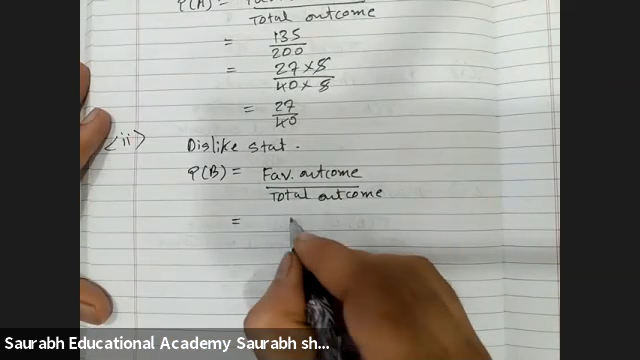 P(A) =
Total outcome
= 135/200
= 27×5/40×5
= 27/40
<ii> Dislike stat.
P(B) = Fav. outcome
Total outcome
=
Saurabh Educational Academy Saurabh sh...